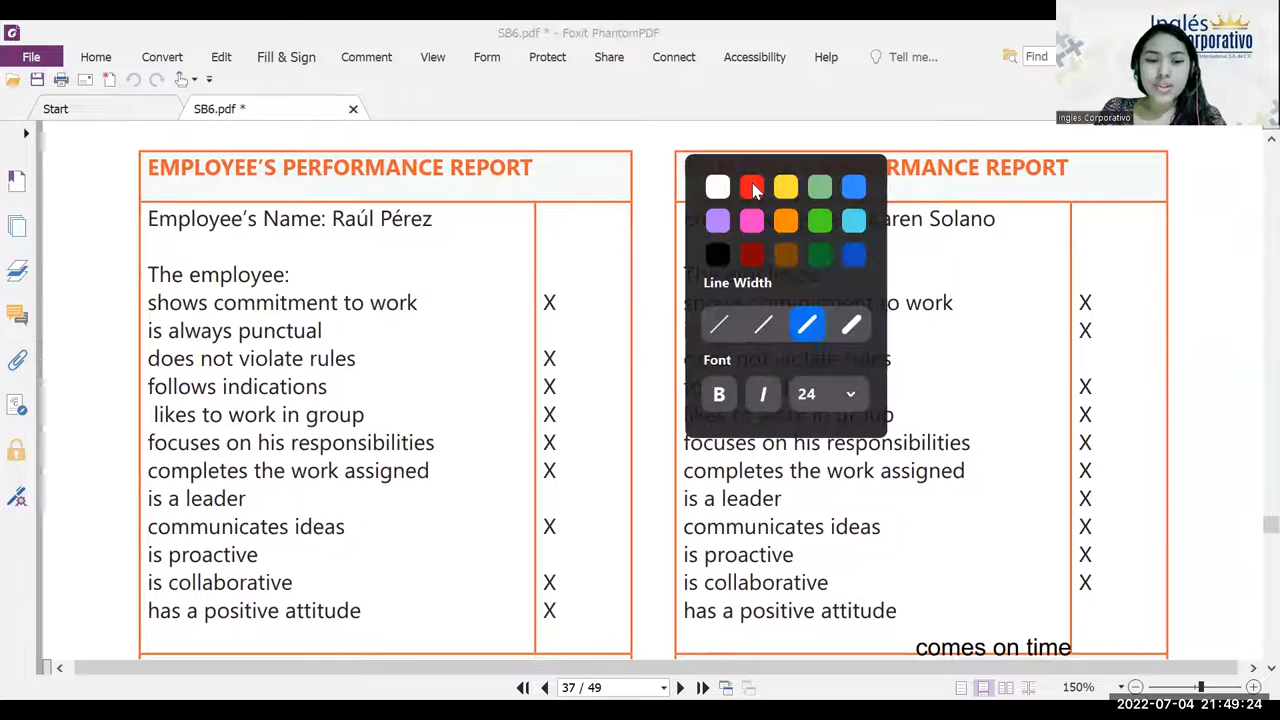 SB6.pdf * - Foxit PhantomPDF
Inglés
Corporativo
File Home Convert Edit Fill & Sign Comment View Form Protect Share Connect Accessibility Help Tell me... Find
Start SB6.pdf *
Ingles Corporativo
EMPLOYEE'S PERFORMANCE REPORT
Employee's Name: Raúl Pérez
The employee:
shows commitment to work X
is always punctual
does not violate rules X
follows indications X
likes to work in group X
focuses on his responsibilities X
completes the work assigned X
is a leader
communicates ideas X
is proactive
is collaborative X
has a positive attitude X
RMANCE REPORT
aren Solano
to work X
X
rules
X
X
focuses on his responsibilities X
completes the work assigned X
is a leader X
communicates ideas X
is proactive X
is collaborative X
has a positive attitude
comes on time
Line Width
Font
B I 24
37 / 49
150%
2022-07-04 21:49:24